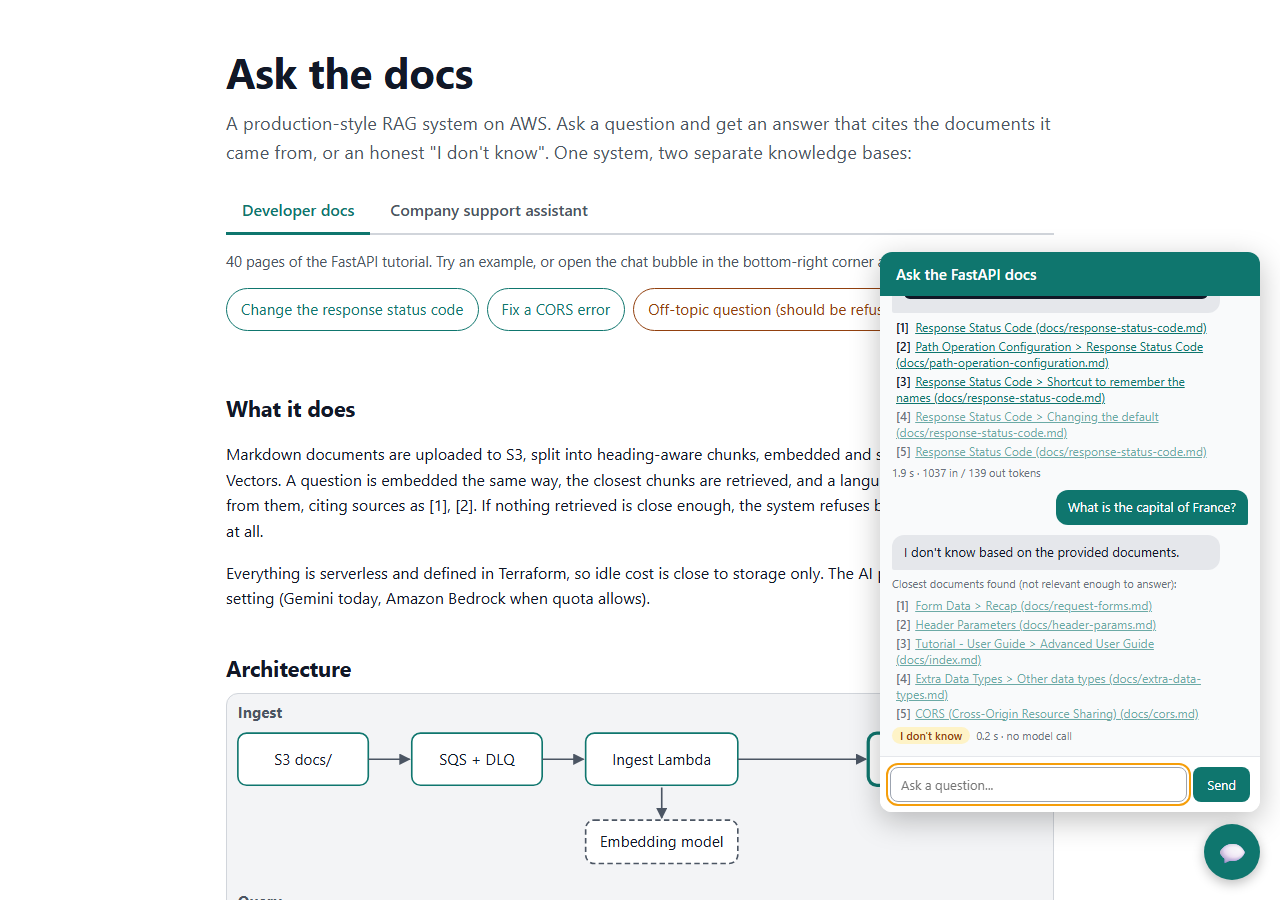 Ask the docs
A production-style RAG system on AWS. Ask a question and get an answer that cites the documents it
came from, or an honest "I don't know". One system, two separate knowledge bases:
Developer docs
Company support assistant
40 pages of the FastAPI tutorial. Try an example, or open the chat bubble in the bottom-right corner
Change the response status code
Fix a CORS error
Off-topic question (should be
What it does
Markdown documents are uploaded to S3, split into heading-aware chunks, embedded and
Vectors. A question is embedded the same way, the closest chunks are retrieved, and a
from them, citing sources as [1], [2]. If nothing retrieved is close enough, the system refuses
at all.
Everything is serverless and defined in Terraform, so idle cost is close to storage only. The AI
setting (Gemini today, Amazon Bedrock when quota allows).
Architecture
Ingest
S3 docs/
SQS + DLQ
Ingest Lambda
Embedding model
Ask the FastAPI docs
[1] Response Status Code (docs/response-status-code.md)
[2] Path Operation Configuration > Response Status Code
(docs/path-operation-configuration.md)
[3] Response Status Code > Shortcut to remember the
names (docs/response-status-code.md)
[4] Response Status Code > Changing the default
(docs/response-status-code.md)
[5] Response Status Code (docs/response-status-code.md)
1.9 s · 1037 in / 139 out tokens
What is the capital of France?
I don't know based on the provided documents.
Closest documents found (not relevant enough to answer):
[1] Form Data > Recap (docs/request-forms.md)
[2] Header Parameters (docs/header-params.md)
[3] Tutorial - User Guide > Advanced User Guide
(docs/index.md)
[4] Extra Data Types > Other data types (docs/extra-data-
types.md)
[5] CORS (Cross-Origin Resource Sharing) (docs/cors.md)
I don't know 0.2 s · no model call
Ask a question...
Send